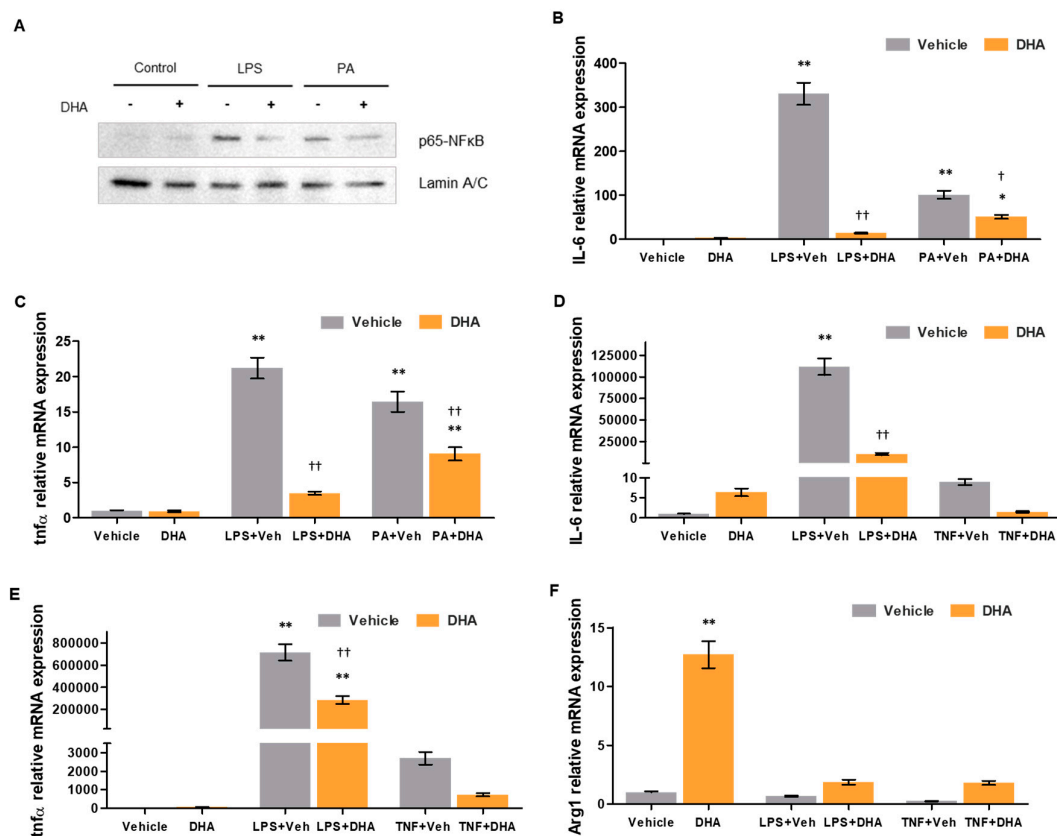 A
Control LPS PA
DHA - + - + - +
p65-NFκB
Lamin A/C
B
Vehicle DHA
IL-6 relative mRNA expression
400
300
200
100
0
**
††
**
†
*
Vehicle DHA LPS+Veh LPS+DHA PA+Veh PA+DHA
C
Vehicle DHA
tnfα relative mRNA expression
25
20
15
10
5
0
**
††
**
††
**
Vehicle DHA LPS+Veh LPS+DHA PA+Veh PA+DHA
D
Vehicle DHA
IL-6 relative mRNA expression
125000
100000
75000
50000
25000
10
5
0
**
††
Vehicle DHA LPS+Veh LPS+DHA TNF+Veh TNF+DHA
E
Vehicle DHA
tnfα relative mRNA expression
800000
600000
400000
200000
3000
2000
1000
0
**
††
**
Vehicle DHA LPS+Veh LPS+DHA TNF+Veh TNF+DHA
F
Vehicle DHA
Arg1 relative mRNA expression
15
10
5
0
**
Vehicle DHA LPS+Veh LPS+DHA TNF+Veh TNF+DHA